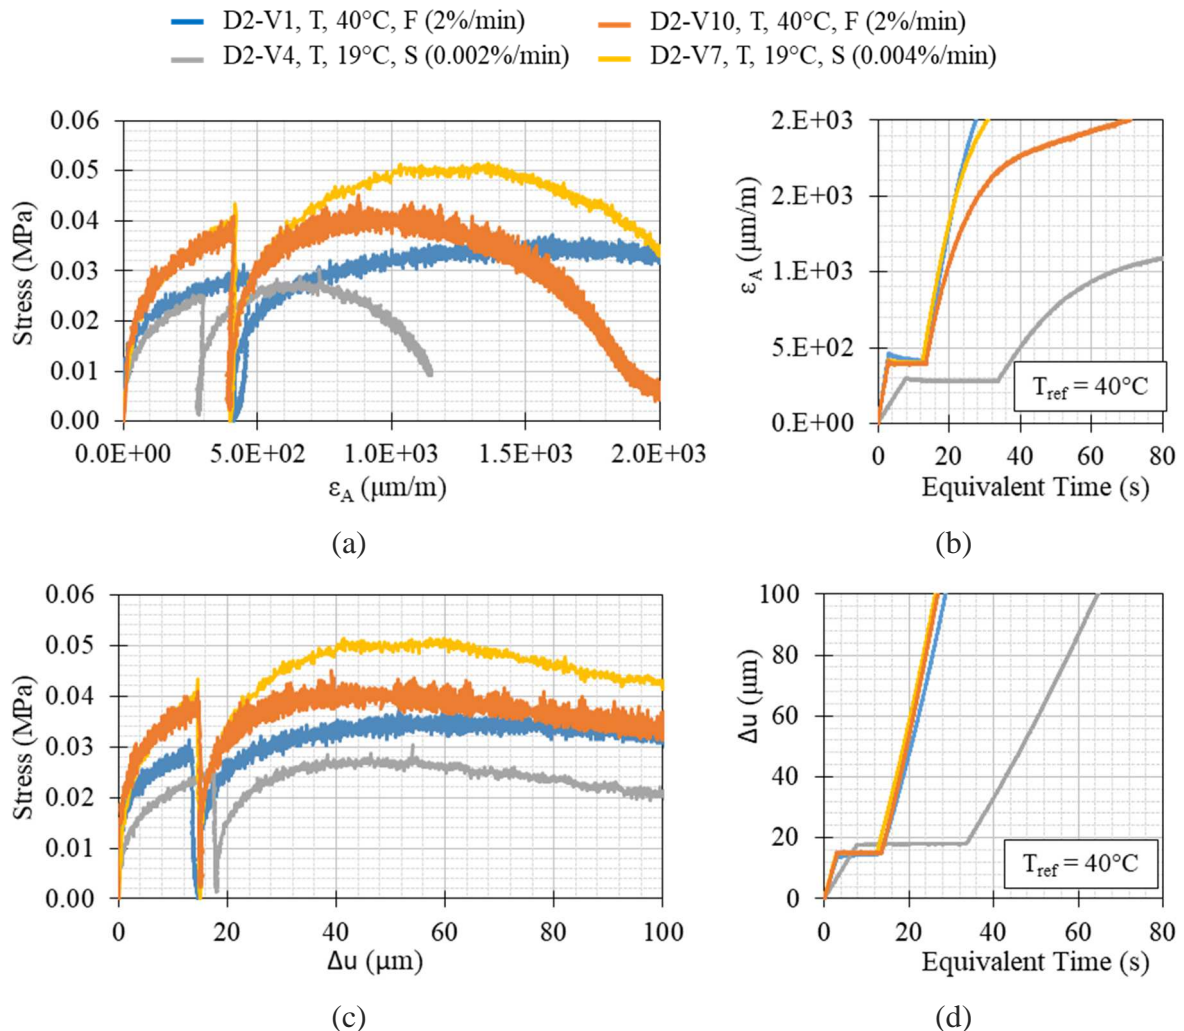 D2-V1, T, 40°C, F (2%/min)
D2-V10, T, 40°C, F (2%/min)
D2-V4, T, 19°C, S (0.002%/min)
D2-V7, T, 19°C, S (0.004%/min)
0.06
0.05
0.04
0.03
0.02
0.01
0.00
Stress (MPa)
0.0E+00
5.0E+02
1.0E+03
1.5E+03
2.0E+03
εA (μm/m)
(a)
2.E+03
2.E+03
1.E+03
5.E+02
0.E+00
εA (μm/m)
Tref = 40°C
0
20
40
60
80
Equivalent Time (s)
(b)
0.06
0.05
0.04
0.03
0.02
0.01
0.00
Stress (MPa)
0
20
40
60
80
100
Δu (μm)
(c)
100
80
60
40
20
0
Δu (μm)
Tref = 40°C
0
20
40
60
80
Equivalent Time (s)
(d)